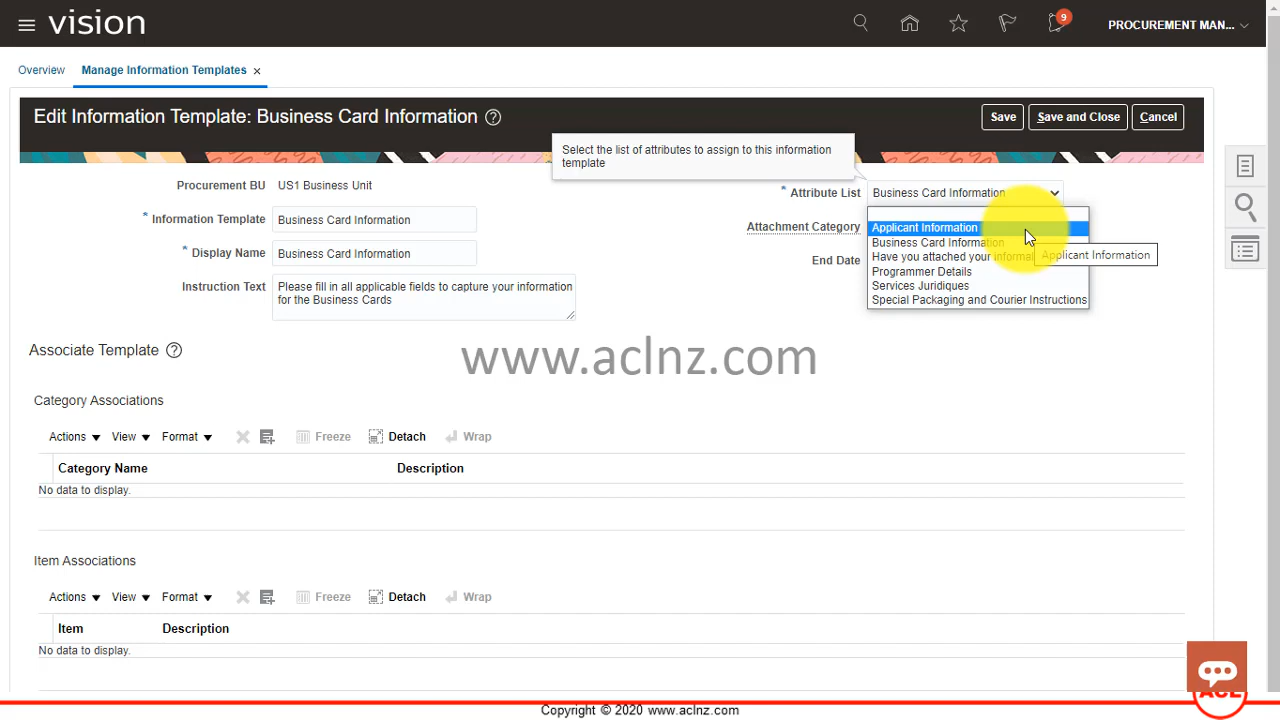 vision
9
PROCUREMENT MAN...
Overview
Manage Information Templates ×
Edit Information Template: Business Card Information ?
Save
Save and Close
Cancel
Select the list of attributes to assign to this information
template
Procurement BU US1 Business Unit
* Attribute List Business Card Information
* Information Template Business Card Information
Attachment Category
Applicant Information
Business Card Information
* Display Name Business Card Information
Have you attached your informa
Applicant Information
End Date
Programmer Details
Instruction Text Please fill in all applicable fields to capture your information
for the Business Cards
Services Juridiques
Special Packaging and Courier Instructions
Associate Template ?
www.aclnz.com
Category Associations
Actions View Format Freeze Detach Wrap
Category Name Description
No data to display.
Item Associations
Actions View Format Freeze Detach Wrap
Item Description
No data to display.
ACL
Copyright © 2020 www.aclnz.com